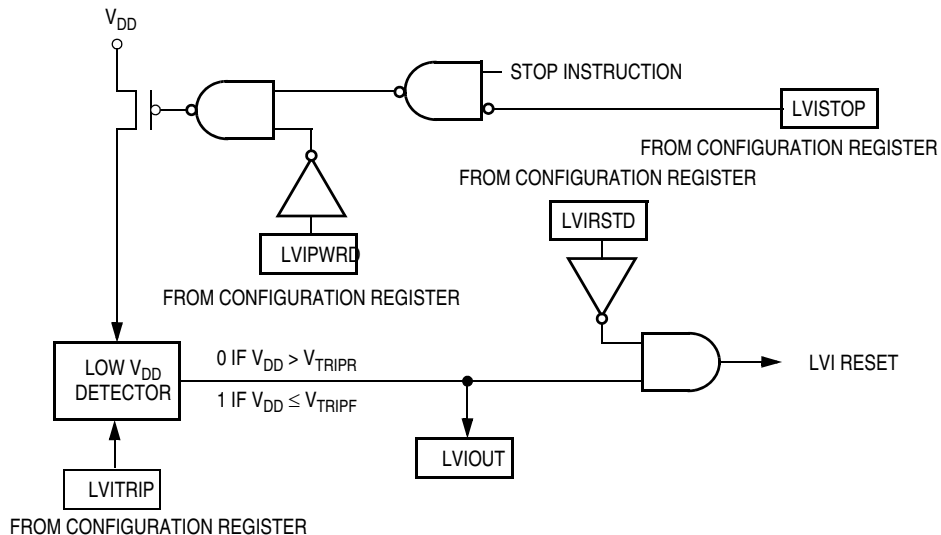 VDD
STOP INSTRUCTION
LVISTOP
FROM CONFIGURATION REGISTER
FROM CONFIGURATION REGISTER
LVIRSTD
LVIPWRD
FROM CONFIGURATION REGISTER
LOW VDD
DETECTOR
0 IF VDD > VTRIPR
1 IF VDD ≤ VTRIPF
LVI RESET
LVIOUT
LVITRIP
FROM CONFIGURATION REGISTER